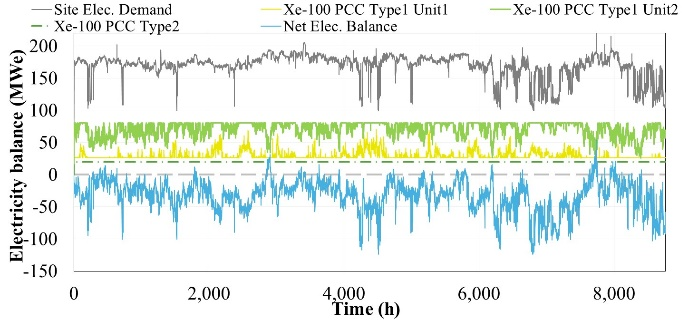 Site Elec. Demand Xe-100 PCC Type1 Unit1 Xe-100 PCC Type1 Unit2
Xe-100 PCC Type2 Net Elec. Balance
Electricity balance (MWe)
200
150
100
50
0
-50
-100
-150
0 2,000 4,000 6,000 8,000
Time (h)